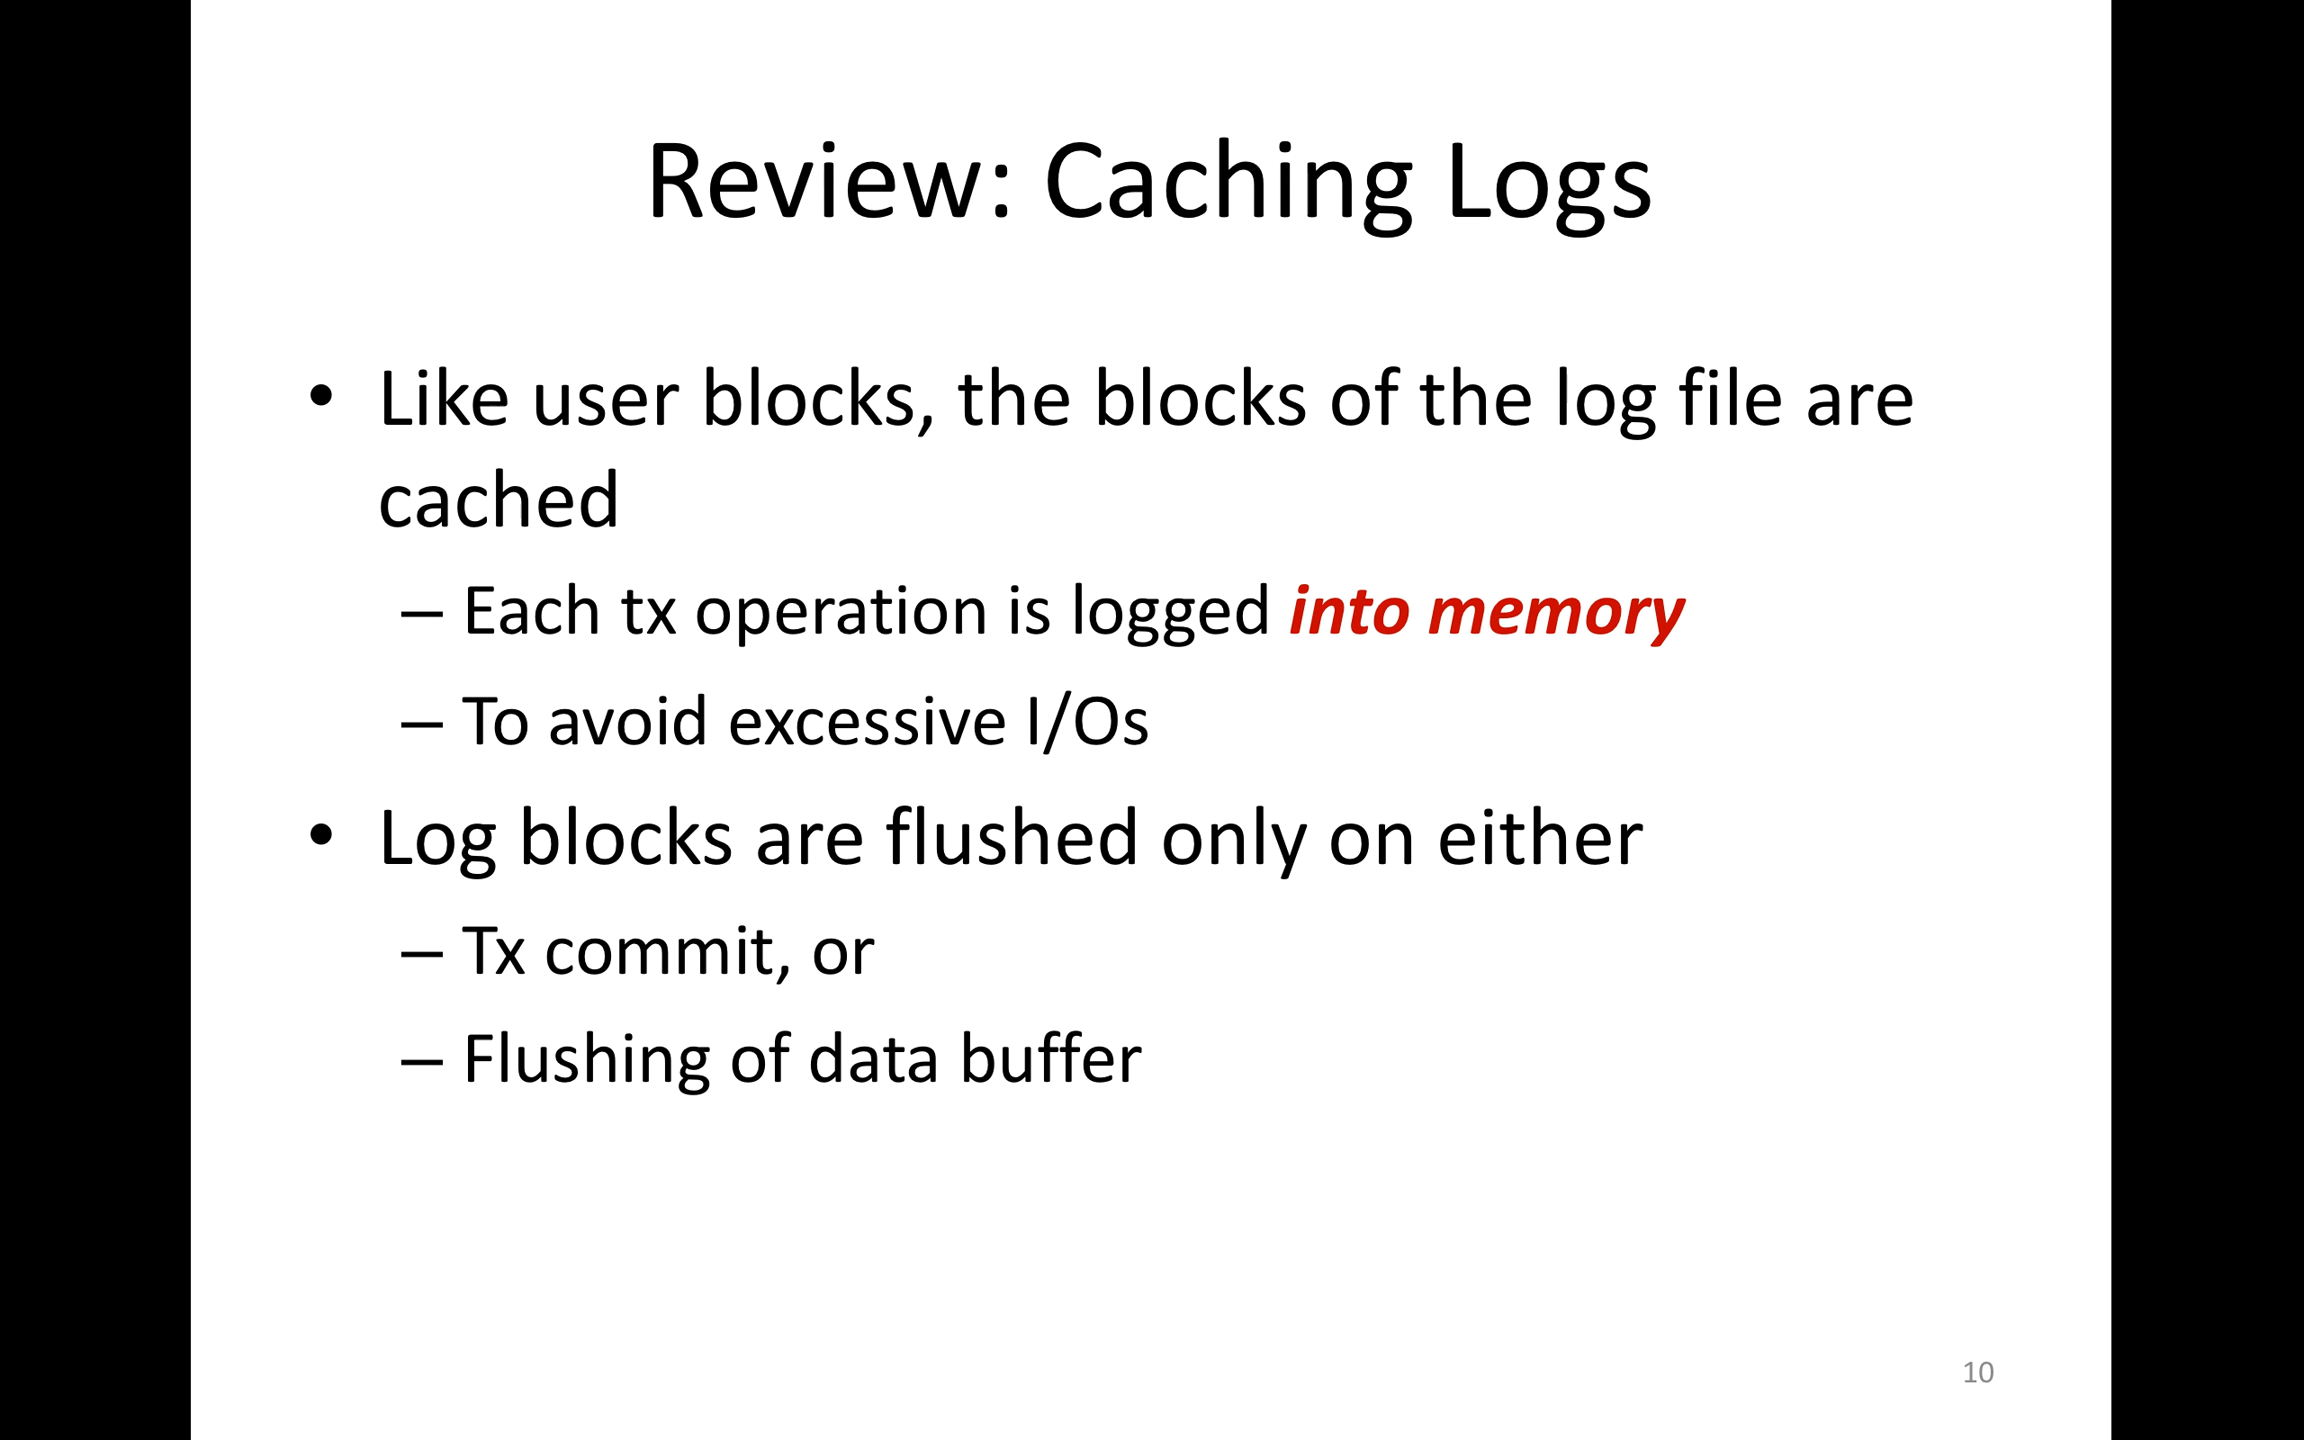 Review: Caching Logs
• Like user blocks, the blocks of the log file are
cached
– Each tx operation is logged into memory
– To avoid excessive I/Os
• Log blocks are flushed only on either
– Tx commit, or
– Flushing of data buffer
10